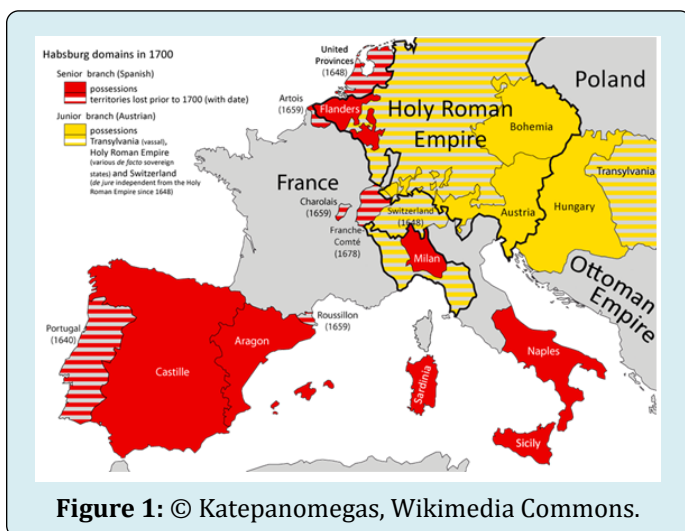 Habsburg domains in 1700
Senior branch (Spanish)
possessions
territories lost prior to 1700 (with date)
Junior branch (Austrian)
possessions
Transylvania (vassal),
Holy Roman Empire
(various de facto sovereign
states) and Switzerland
(de jure independent from the Holy
Roman Empire since 1648)
United
Provinces
(1648)
Artois
(1659)
Flanders
Holy Roman
Empire
Poland
Bohemia
Transylvania
France
Charolais
(1659)
Franche-
Comté
(1678)
Switzerland
(1648)
Austria
Hungary
Milan
Ottoman
Empire
Portugal
(1640)
Castille
Aragon
Roussillon
(1659)
Sardinia
Naples
Sicily
Figure 1: © Katepanomegas, Wikimedia Commons.